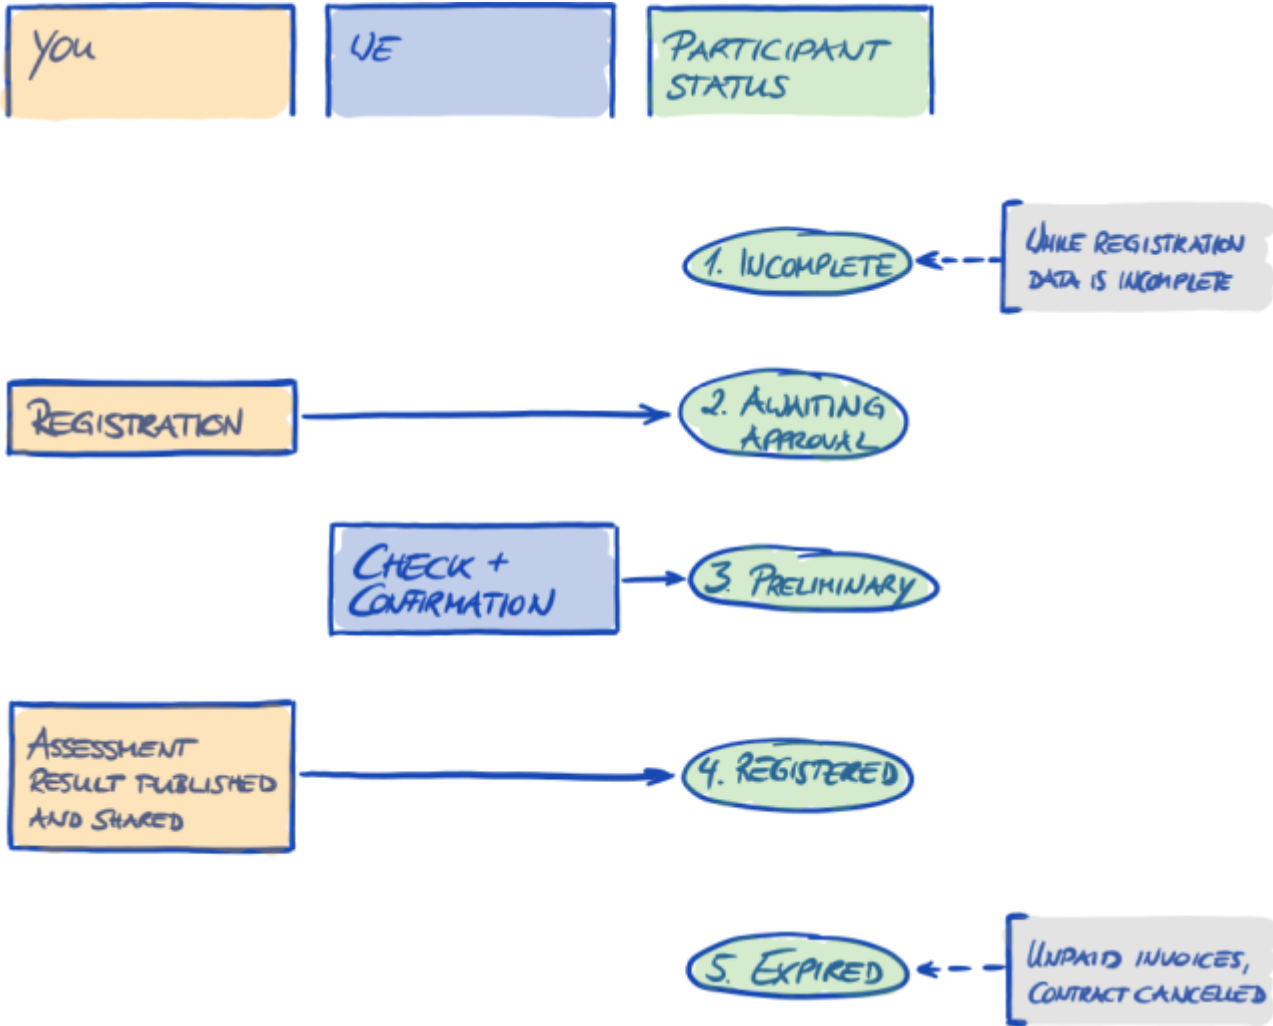 YOU
WE
PARTICIPANT
STATUS
1. INCOMPLETE
WHILE REGISTRATION
DATA IS INCOMPLETE
REGISTRATION
2. AWAITING
APPROVAL
CHECK +
CONFIRMATION
3. PRELIMINARY
ASSESSMENT
RESULT PUBLISHED
AND SHARED
4. REGISTERED
5. EXPIRED
UNPAID INVOICES,
CONTRACT CANCELLED